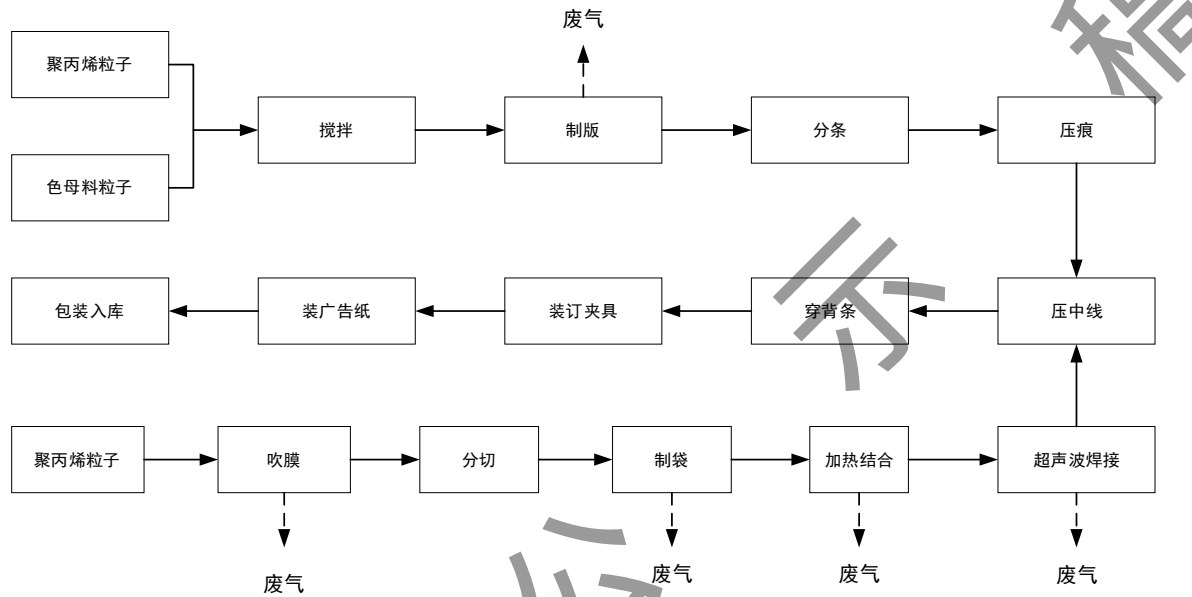 废气
聚丙烯粒子
搅拌
制版
分条
压痕
色母料粒子
包装入库
装广告纸
装订夹具
穿背条
压中线
聚丙烯粒子
吹膜
分切
制袋
加热结合
超声波焊接
废气
废气
废气
废气
公
示
稿